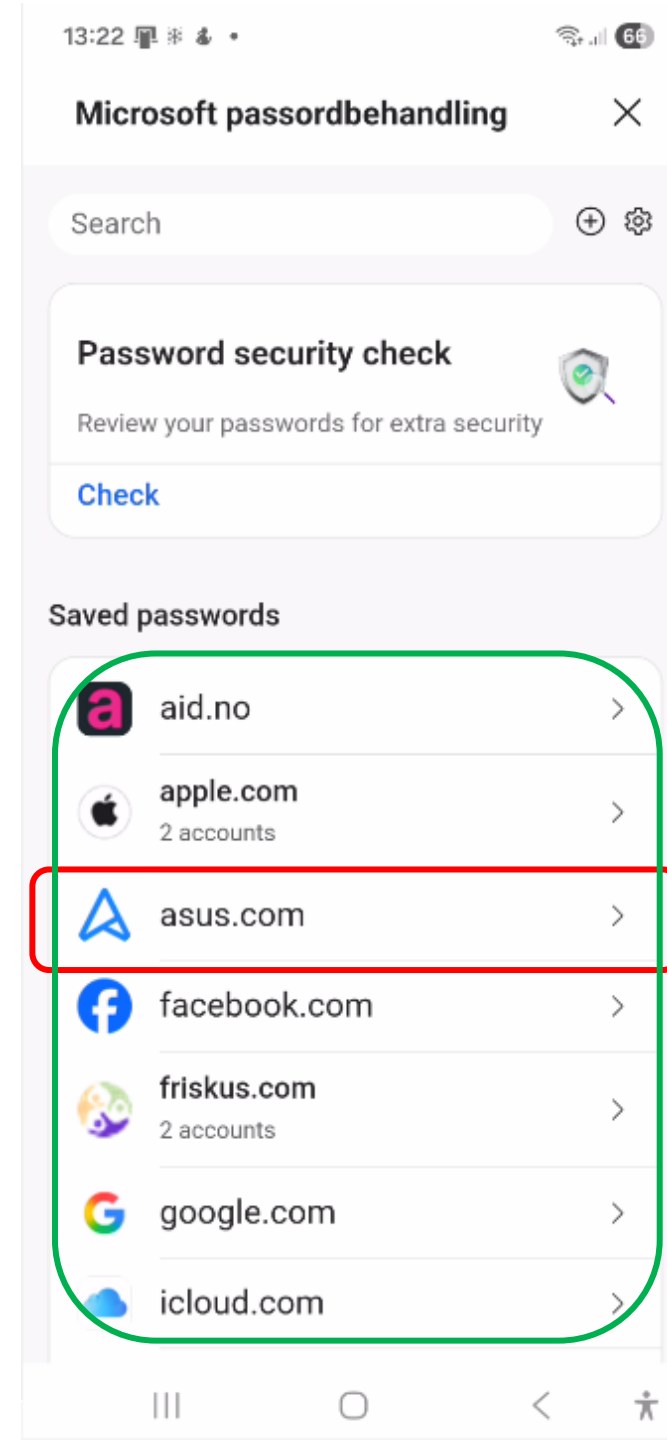 13:22
66
Microsoft passordbehandling
Search
Password security check
Review your passwords for extra security
Check
Saved passwords
a aid.no
apple.com
2 accounts
asus.com
facebook.com
friskus.com
2 accounts
G google.com
icloud.com